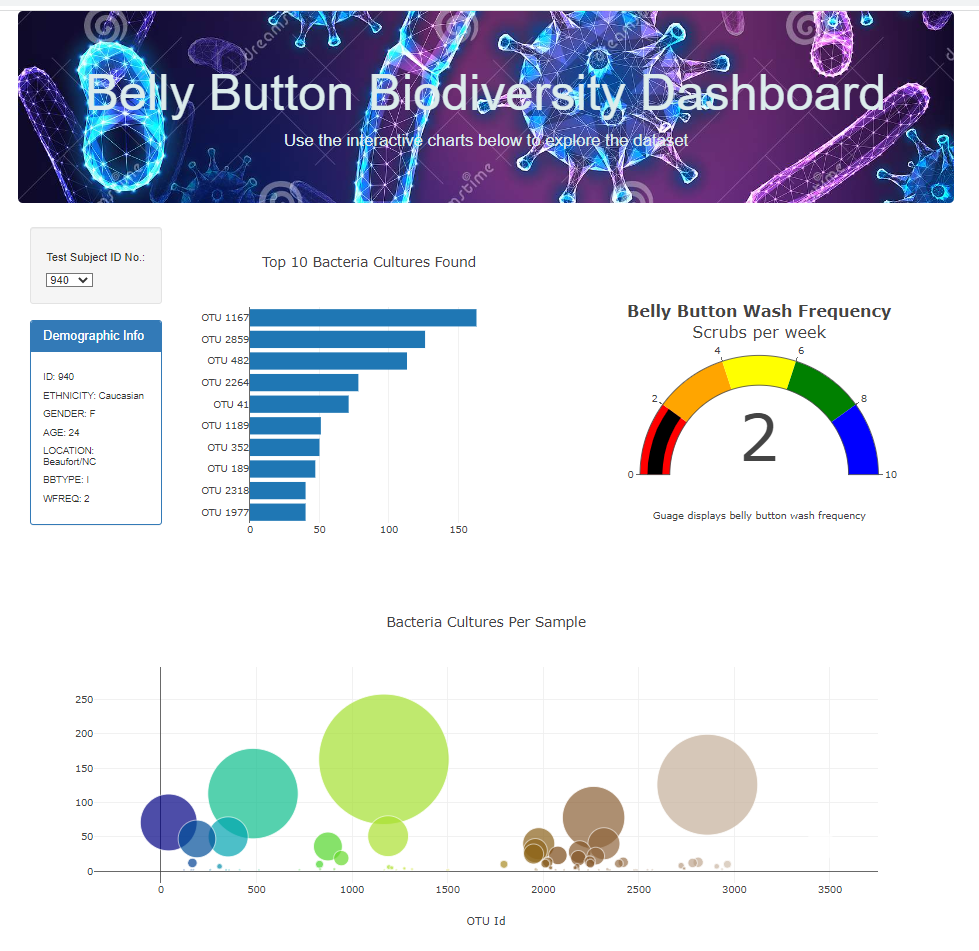 Belly Button Biodiversity Dashboard
Use the interactive charts below to explore the dataset
dreamstime
Test Subject ID No.:
940
Demographic Info
ID: 940
ETHNICITY: Caucasian
GENDER: F
AGE: 24
LOCATION:
Beaufort/NC
BBTYPE: I
WFREQ: 2
Top 10 Bacteria Cultures Found
OTU 1167
OTU 2859
OTU 482
OTU 2264
OTU 41
OTU 1189
OTU 352
OTU 189
OTU 2318
OTU 1977
0 50 100 150
Belly Button Wash Frequency
Scrubs per week
0 2 4 6 8 10
2
Guage displays belly button wash frequency
Bacteria Cultures Per Sample
250
200
150
100
50
0
0 500 1000 1500 2000 2500 3000 3500
OTU Id